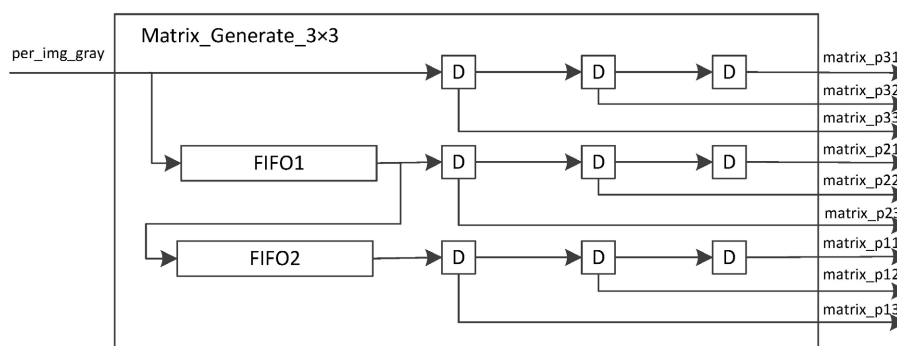 Matrix_Generate_3×3
per_img_gray
D
D
D
matrix_p31
matrix_p32
matrix_p33
FIFO1
D
D
D
matrix_p21
matrix_p22
matrix_p23
FIFO2
D
D
D
matrix_p11
matrix_p12
matrix_p13